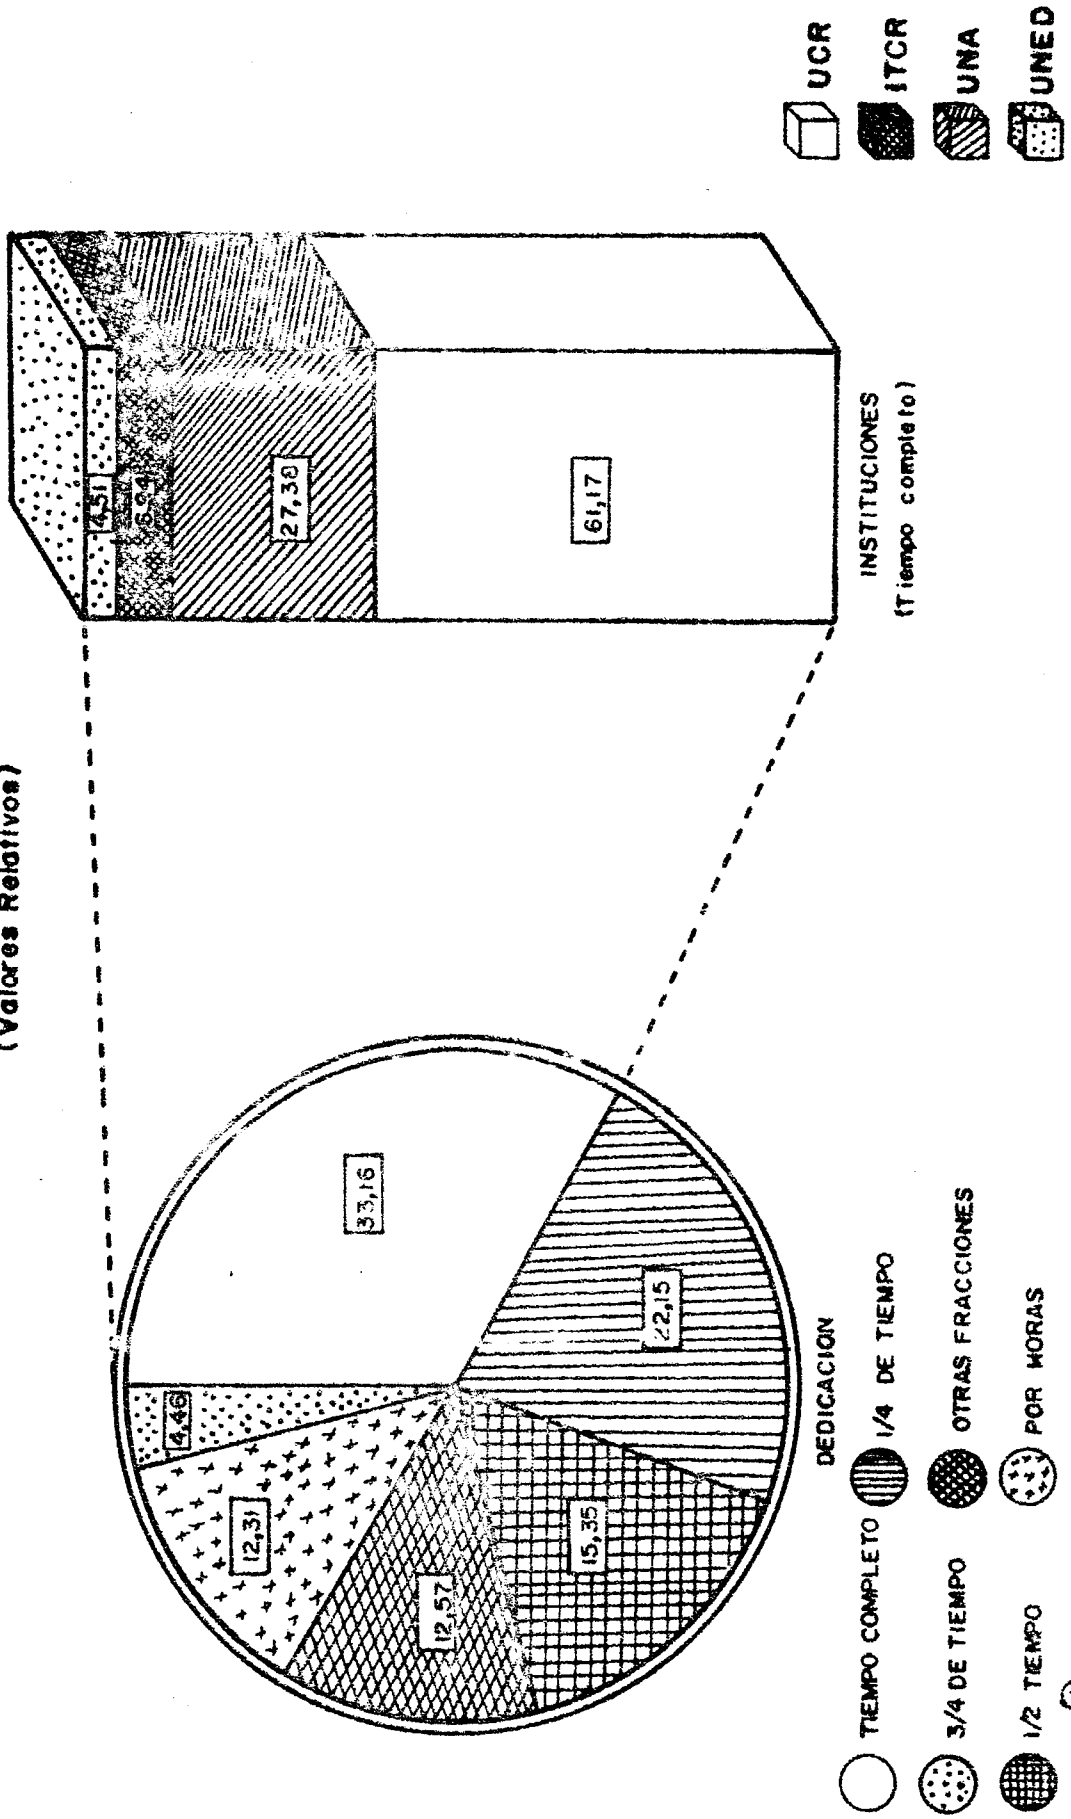 (Valores Relativos)
33,16
4,46
12,31
12,57
15,35
22,15
DEDICACION
TIEMPO COMPLETO
1/4 DE TIEMPO
3/4 DE TIEMPO
OTRAS FRACCIONES
1/2 TIEMPO
POR HORAS
4,51
6,94
27,38
61,17
INSTITUCIONES
(Tiempo completo)
UCR
ITCR
UNA
UNED